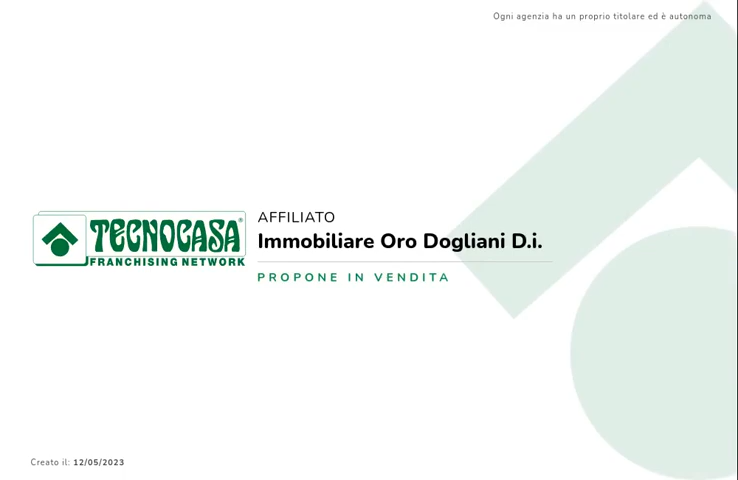 Ogni agenzia ha un proprio titolare ed è autonoma
AFFILIATO
TECNOCASA®
Immobiliare Oro Dogliani D.i.
FRANCHISING NETWORK
PROPONE IN VENDITA
Creato il: 12/05/2023